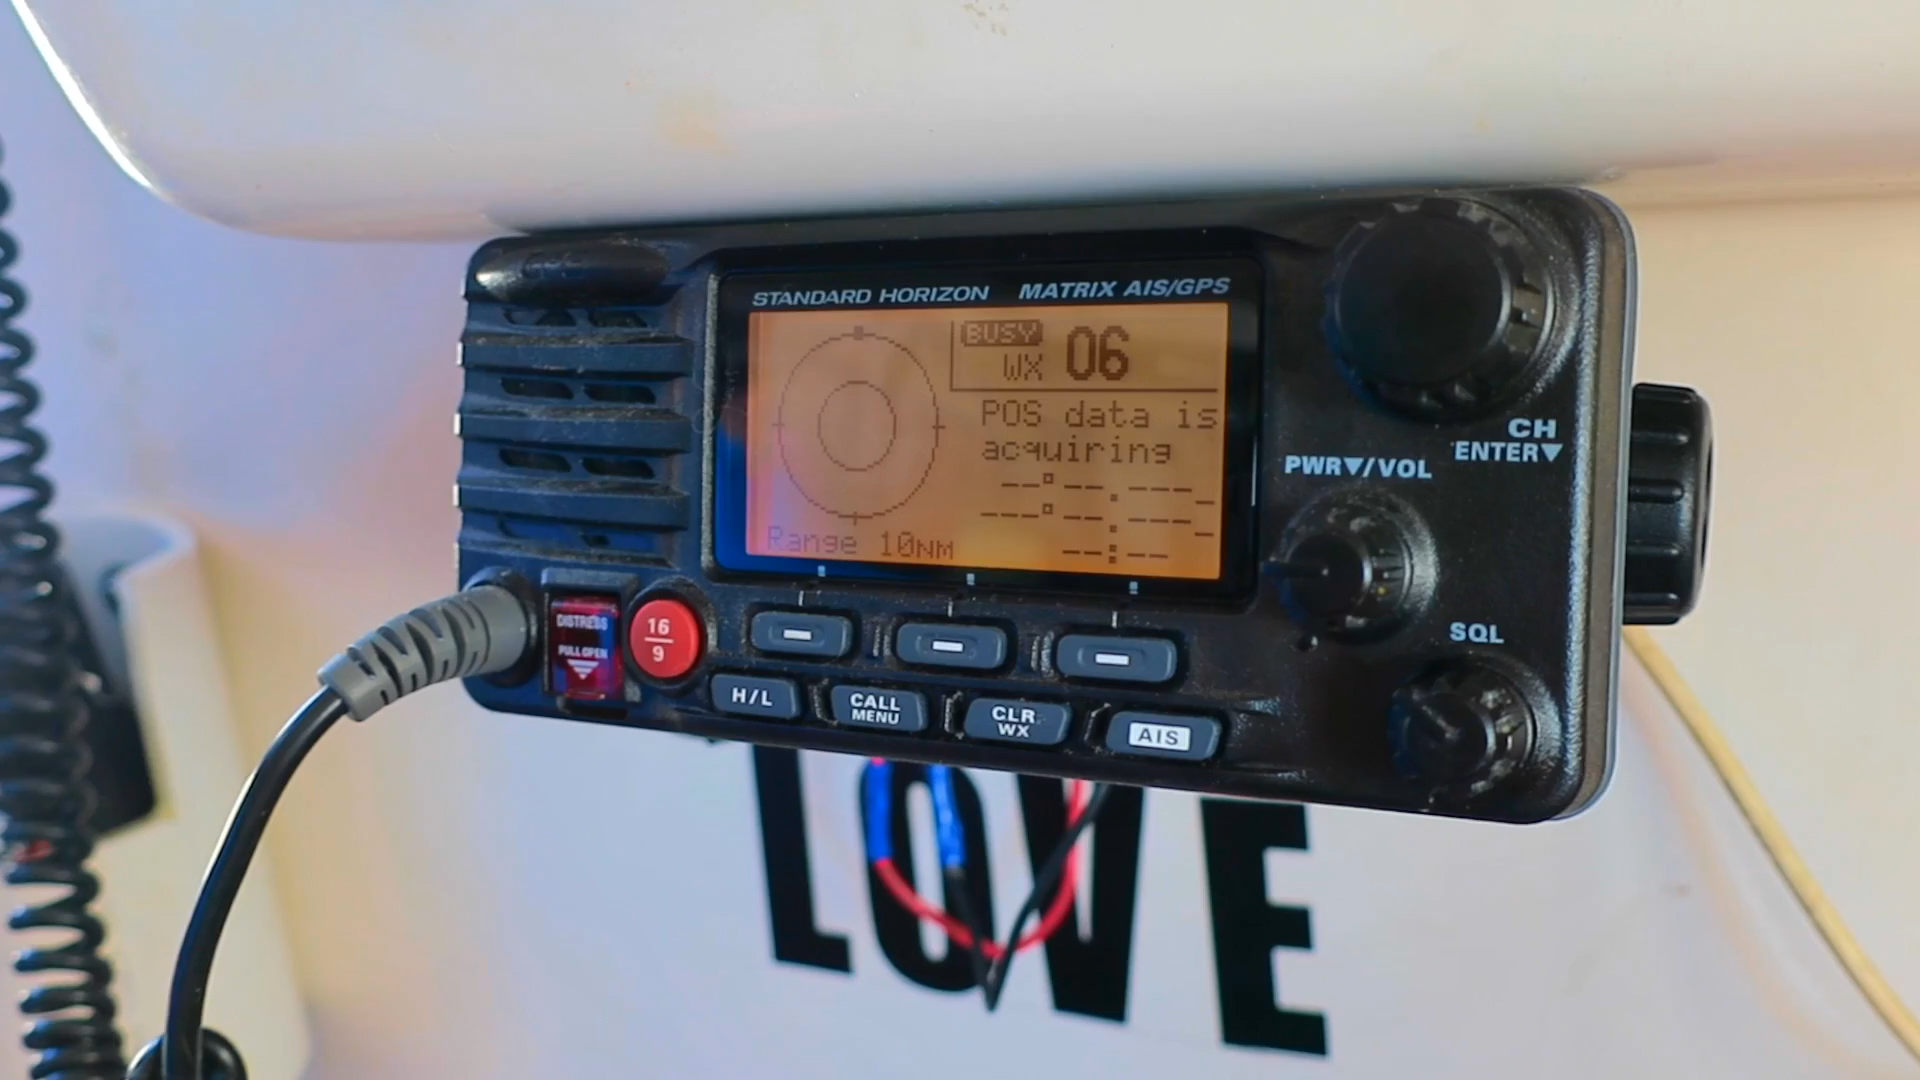 STANDARD HORIZON MATRIX AIS/GPS
BUSY
WX 06
POS data is
acquiring
--°--.----
---°--.----
--:--
Range 10NM
CH
ENTER▼
PWR▼/VOL
SQL
DISTRESS
PULL OPEN
16
9
H/L
CALL
MENU
CLR
WX
AIS
LOVE